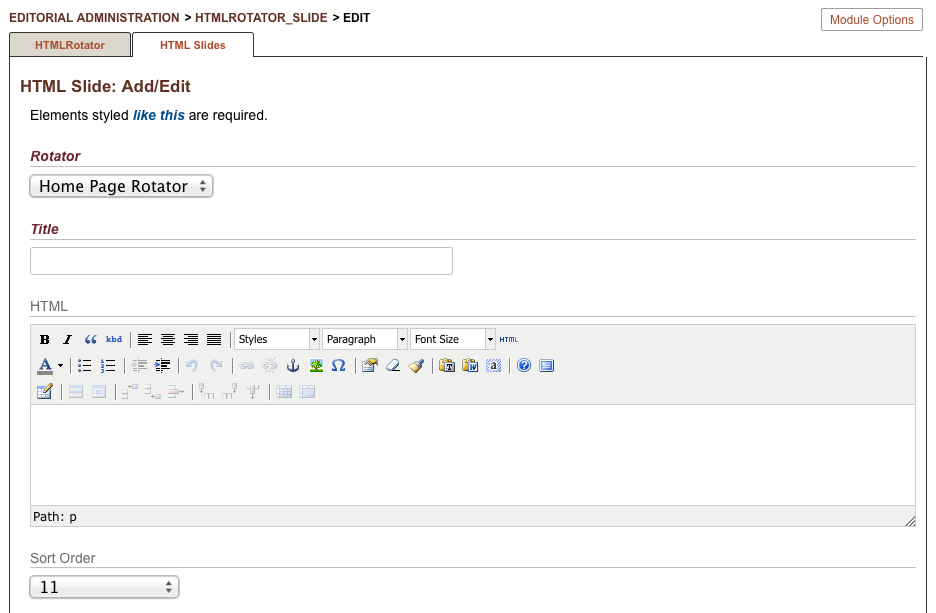 EDITORIAL ADMINISTRATION > HTMLROTATOR_SLIDE > EDIT
Module Options
HTMLRotator HTML Slides
HTML Slide: Add/Edit
Elements styled like this are required.
Rotator
Home Page Rotator
Title
HTML
B I “ kbd Styles Paragraph Font Size HTML
A Ω T W a ?
Path: p
Sort Order
11